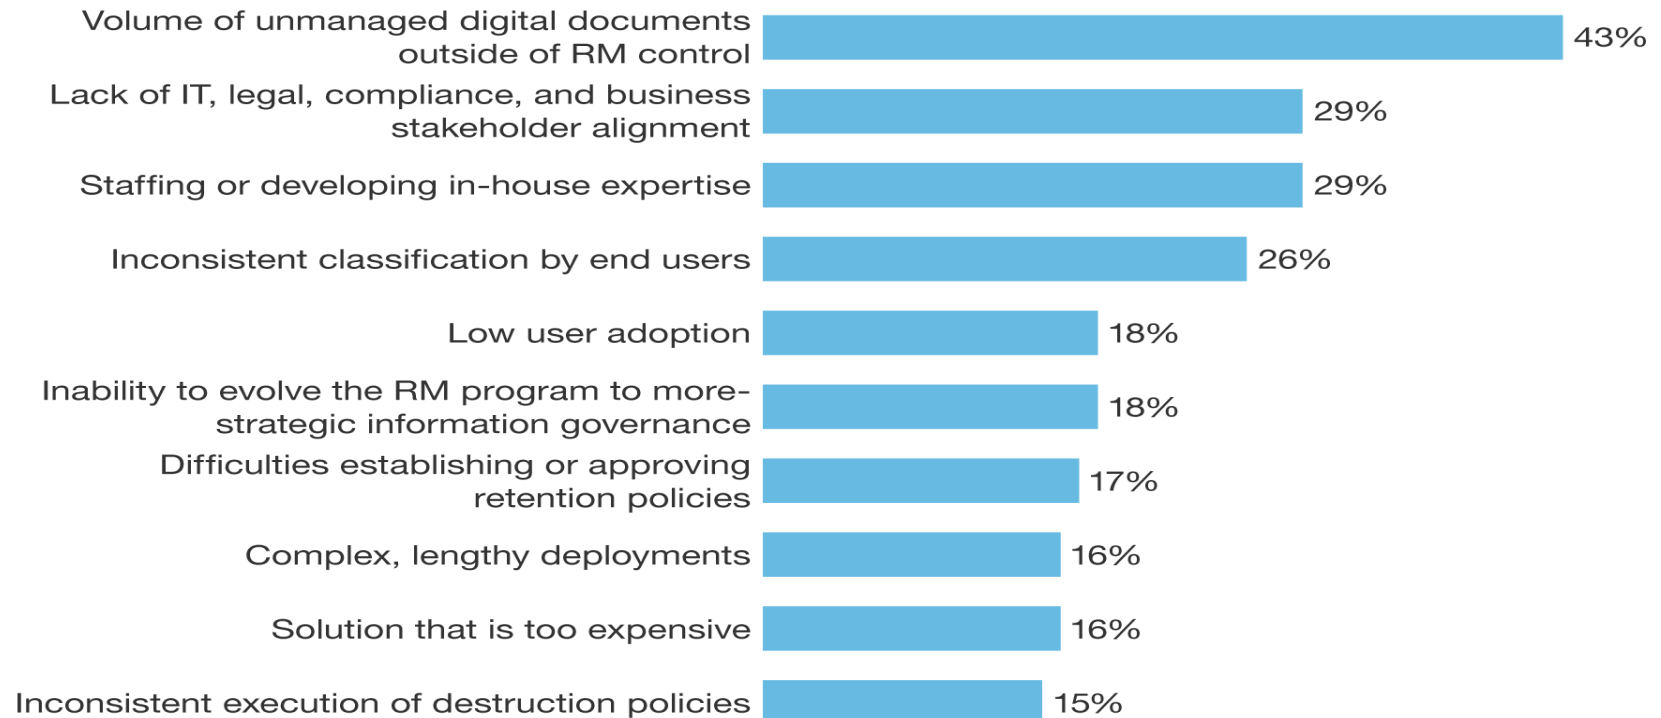 Volume of unmanaged digital documents
outside of RM control
43%
Lack of IT, legal, compliance, and business
stakeholder alignment
29%
Staffing or developing in-house expertise
29%
Inconsistent classification by end users
26%
Low user adoption
18%
Inability to evolve the RM program to more-
strategic information governance
18%
Difficulties establishing or approving
retention policies
17%
Complex, lengthy deployments
16%
Solution that is too expensive
16%
Inconsistent execution of destruction policies
15%